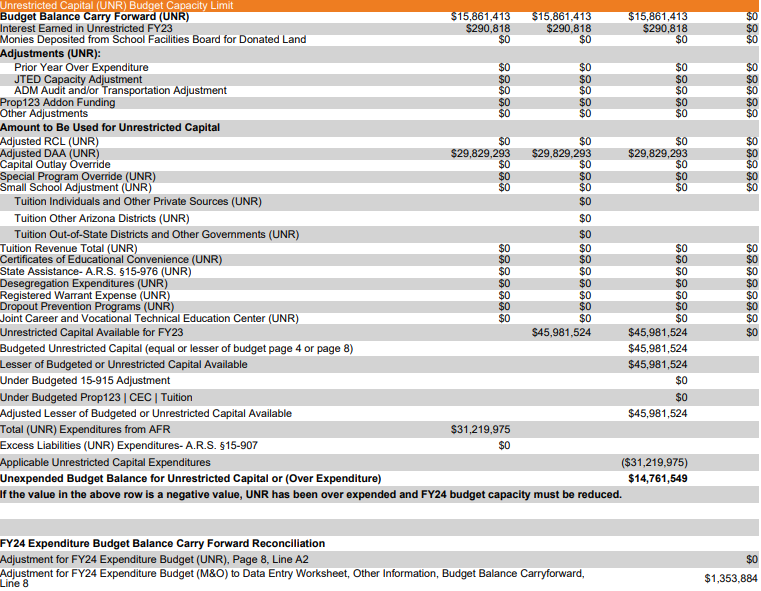 Unrestricted Capital (UNR) Budget Capacity Limit
Budget Balance Carry Forward (UNR) $15,861,413 $15,861,413 $15,861,413 $0
Interest Earned in Unrestricted FY23 $290,818 $290,818 $290,818 $0
Monies Deposited from School Facilities Board for Donated Land $0 $0 $0 $0
Adjustments (UNR):
Prior Year Over Expenditure $0 $0 $0 $0
JTED Capacity Adjustment $0 $0 $0 $0
ADM Audit and/or Transportation Adjustment $0 $0 $0 $0
Prop123 Addon Funding $0 $0 $0 $0
Other Adjustments $0 $0 $0 $0
Amount to Be Used for Unrestricted Capital
Adjusted RCL (UNR) $0 $0 $0 $0
Adjusted DAA (UNR) $29,829,293 $29,829,293 $29,829,293 $0
Capital Outlay Override $0 $0 $0 $0
Special Program Override (UNR) $0 $0 $0 $0
Small School Adjustment (UNR) $0 $0 $0 $0
Tuition Individuals and Other Private Sources (UNR) $0
Tuition Other Arizona Districts (UNR) $0
Tuition Out-of-State Districts and Other Governments (UNR) $0
Tuition Revenue Total (UNR) $0 $0 $0 $0
Certificates of Educational Convenience (UNR) $0 $0 $0 $0
State Assistance- A.R.S. §15-976 (UNR) $0 $0 $0 $0
Desegregation Expenditures (UNR) $0 $0 $0 $0
Registered Warrant Expense (UNR) $0 $0 $0 $0
Dropout Prevention Programs (UNR) $0 $0 $0 $0
Joint Career and Vocational Technical Education Center (UNR) $0 $0 $0 $0
Unrestricted Capital Available for FY23 $45,981,524 $45,981,524 $0
Budgeted Unrestricted Capital (equal or lesser of budget page 4 or page 8) $45,981,524
Lesser of Budgeted or Unrestricted Capital Available $45,981,524
Under Budgeted 15-915 Adjustment $0
Under Budgeted Prop123 | CEC | Tuition $0
Adjusted Lesser of Budgeted or Unrestricted Capital Available $45,981,524
Total (UNR) Expenditures from AFR $31,219,975
Excess Liabilities (UNR) Expenditures- A.R.S. §15-907 $0
Applicable Unrestricted Capital Expenditures ($31,219,975)
Unexpended Budget Balance for Unrestricted Capital or (Over Expenditure) $14,761,549
If the value in the above row is a negative value, UNR has been over expended and FY24 budget capacity must be reduced.
FY24 Expenditure Budget Balance Carry Forward Reconciliation
Adjustment for FY24 Expenditure Budget (UNR), Page 8, Line A2 $0
Adjustment for FY24 Expenditure Budget (M&O) to Data Entry Worksheet, Other Information, Budget Balance Carryforward, $1,353,884
Line 8